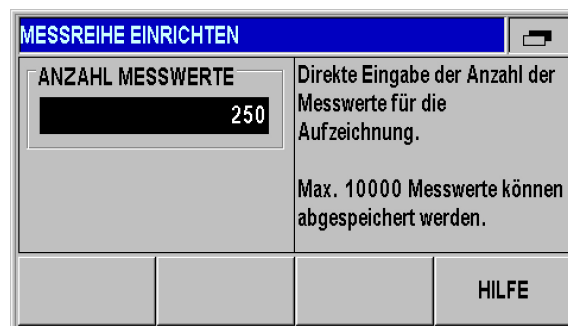 MESSREIHE EINRICHTEN
ANZAHL MESSWERTE
250
Direkte Eingabe der Anzahl der
Messwerte für die
Aufzeichnung.
Max. 10000 Messwerte können
abgespeichert werden.
HILFE